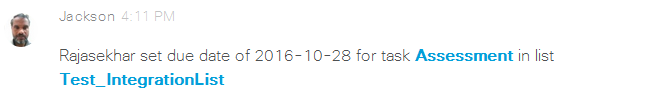 Jackson 4:11 PM
Rajasekhar set due date of 2016-10-28 for task Assessment in list
Test_IntegrationList